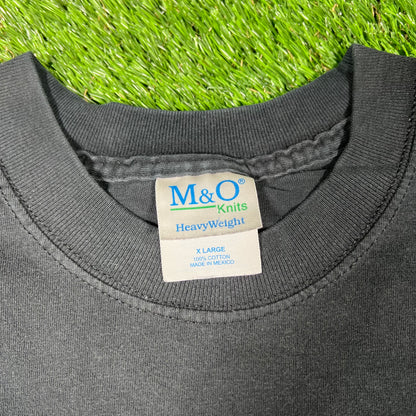 M&O®
Knits
HeavyWeight
X LARGE
100% COTTON
MADE IN MEXICO